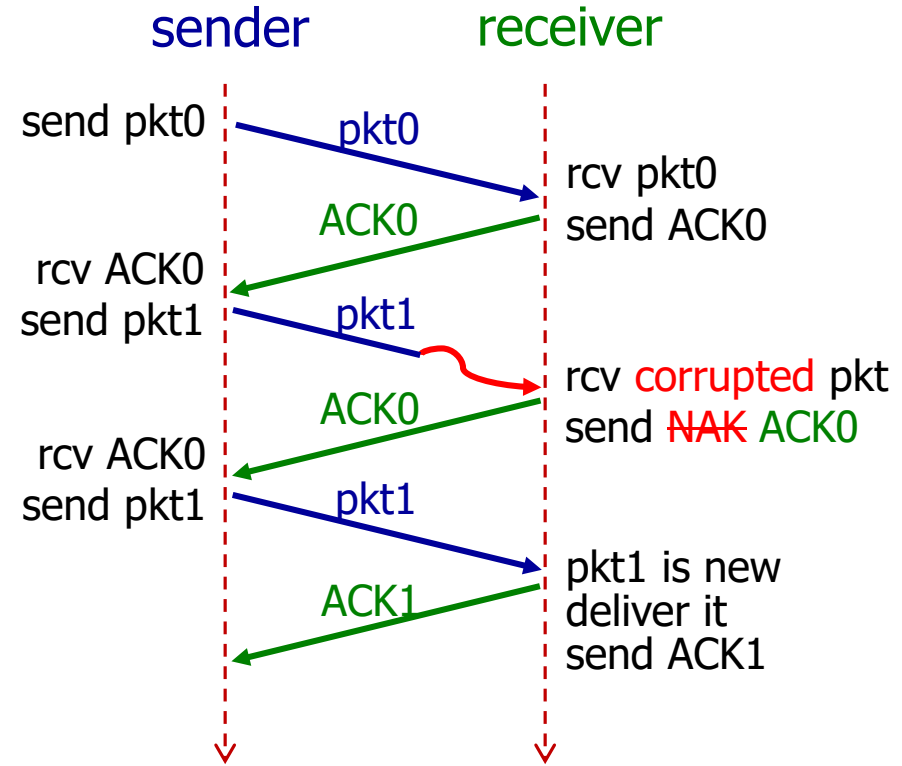 sender receiver
send pkt0
pkt0
rcv pkt0
send ACK0
ACK0
rcv ACK0
send pkt1
pkt1
rcv corrupted pkt
send NAK ACK0
ACK0
rcv ACK0
send pkt1
pkt1
pkt1 is new
deliver it
send ACK1
ACK1